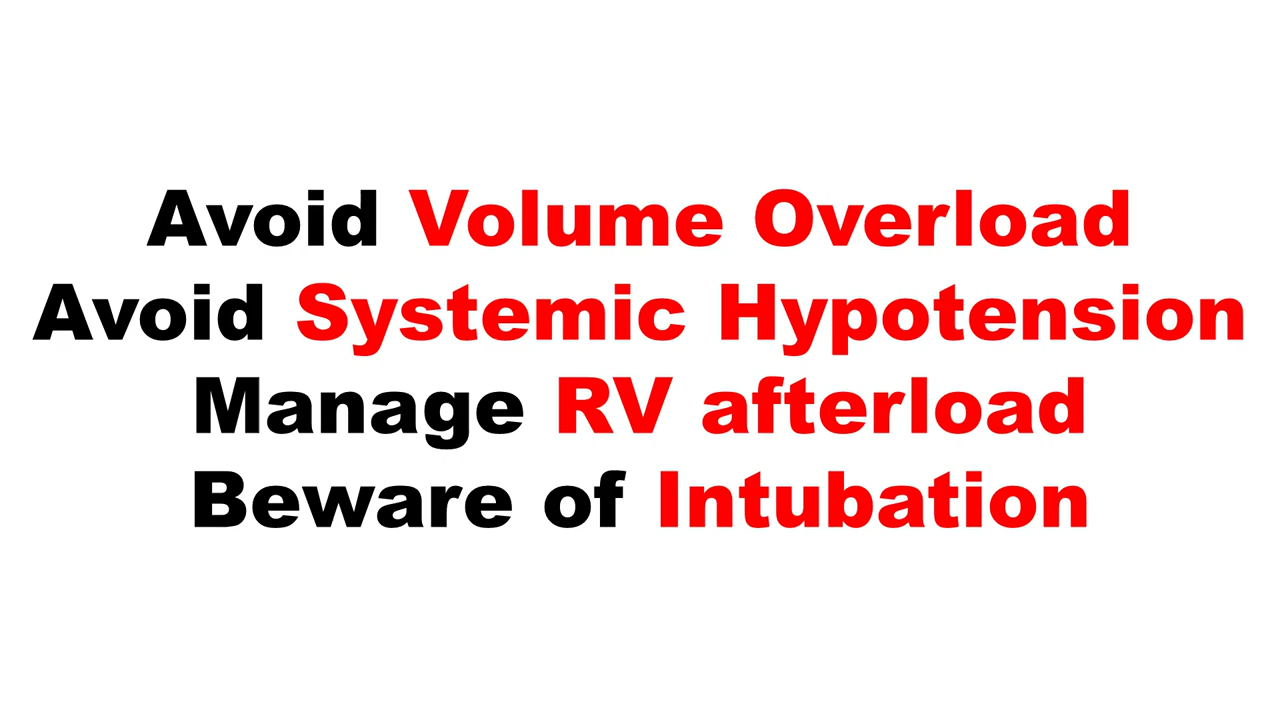 Avoid Volume Overload
Avoid Systemic Hypotension
Manage RV afterload
Beware of Intubation